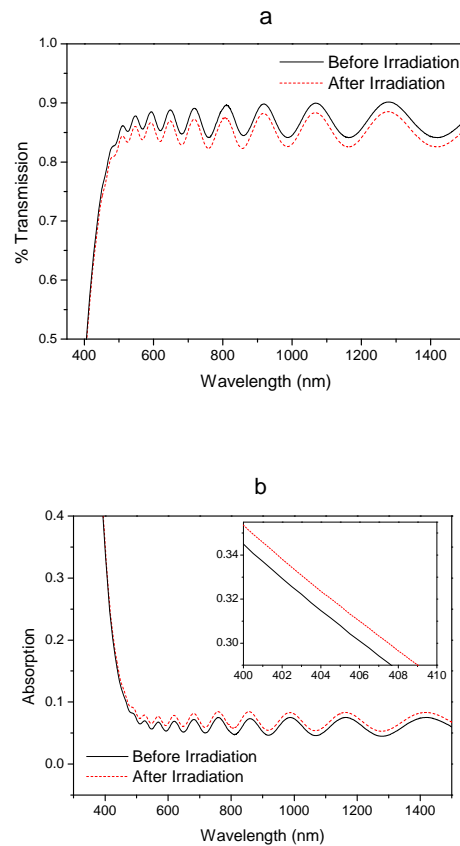 a
1.0
0.9
0.8
0.7
0.6
0.5
% Transmission
Before Irradiation
After Irradiation
400 600 800 1000 1200 1400
Wavelength (nm)
b
0.4
0.3
0.2
0.1
0.0
Absorption
0.34
0.32
0.30
400 402 404 406 408 410
Before Irradiation
After Irradiation
400 600 800 1000 1200 1400
Wavelength (nm)